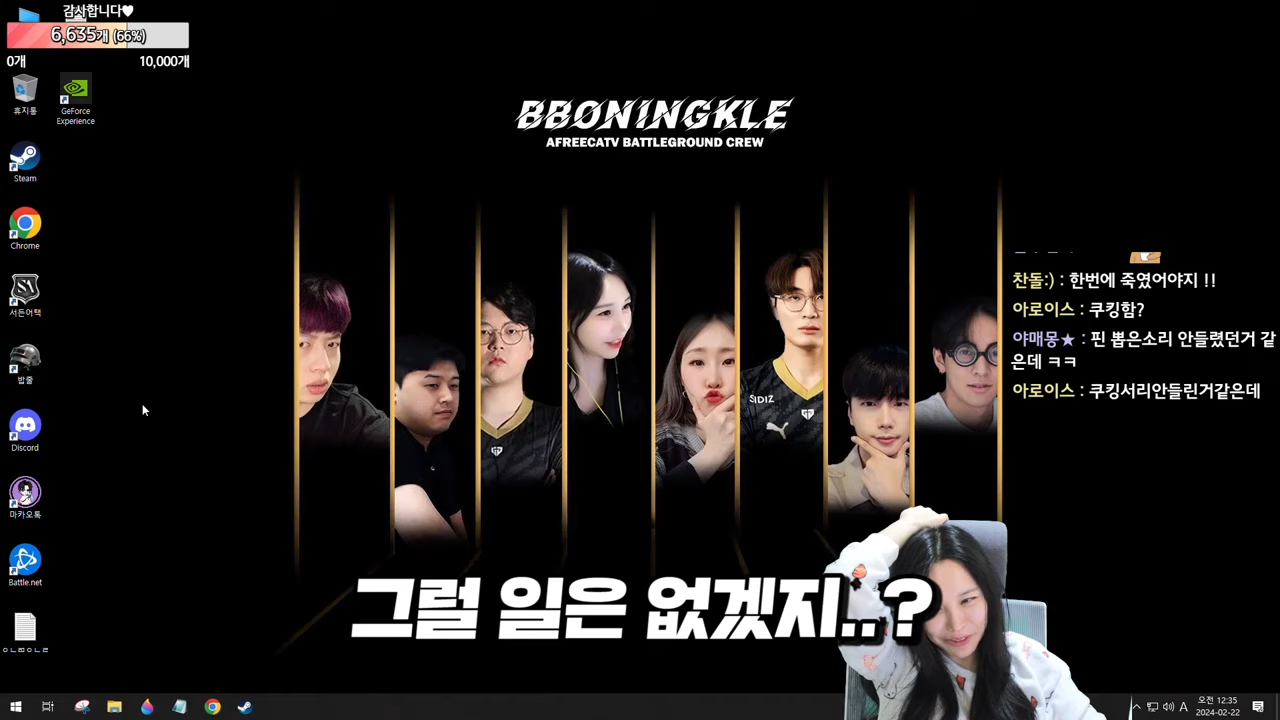 감사합니다♥
6,635개 (66%)
0개
10,000개
휴지통
GeForce
Experience
Steam
Chrome
서든어택
밥줄
Discord
마카오톡
Battle.net
BBONINGKLE
AFREECATV BATTLEGROUND CREW
SIDIZ
찬돌:) : 한번에 죽였어야지 !!
아로이스 : 쿠킹함?
야매몽★ : 핀 뽑은소리 안들렸던거 같
은데 ㅋㅋ
아로이스 : 쿠킹서리안들린거같은데
그럴 일은 없겠지..?
A
오전 12:35
2024-02-22